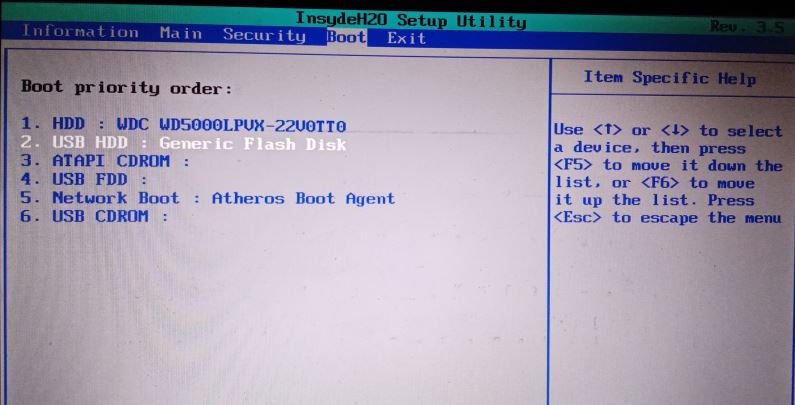 InsydeH2O Setup Utility Rev. 3.5
Information Main Security Boot Exit
Boot priority order:
1. HDD : WDC WD5000LPVX-22V0TT0
2. USB HDD : Generic Flash Disk
3. ATAPI CDROM :
4. USB FDD :
5. Network Boot : Atheros Boot Agent
6. USB CDROM :
Item Specific Help
Use <↑> or <↓> to select
a device, then press
<F5> to move it down the
list, or <F6> to move
it up the list. Press
<Esc> to escape the menu